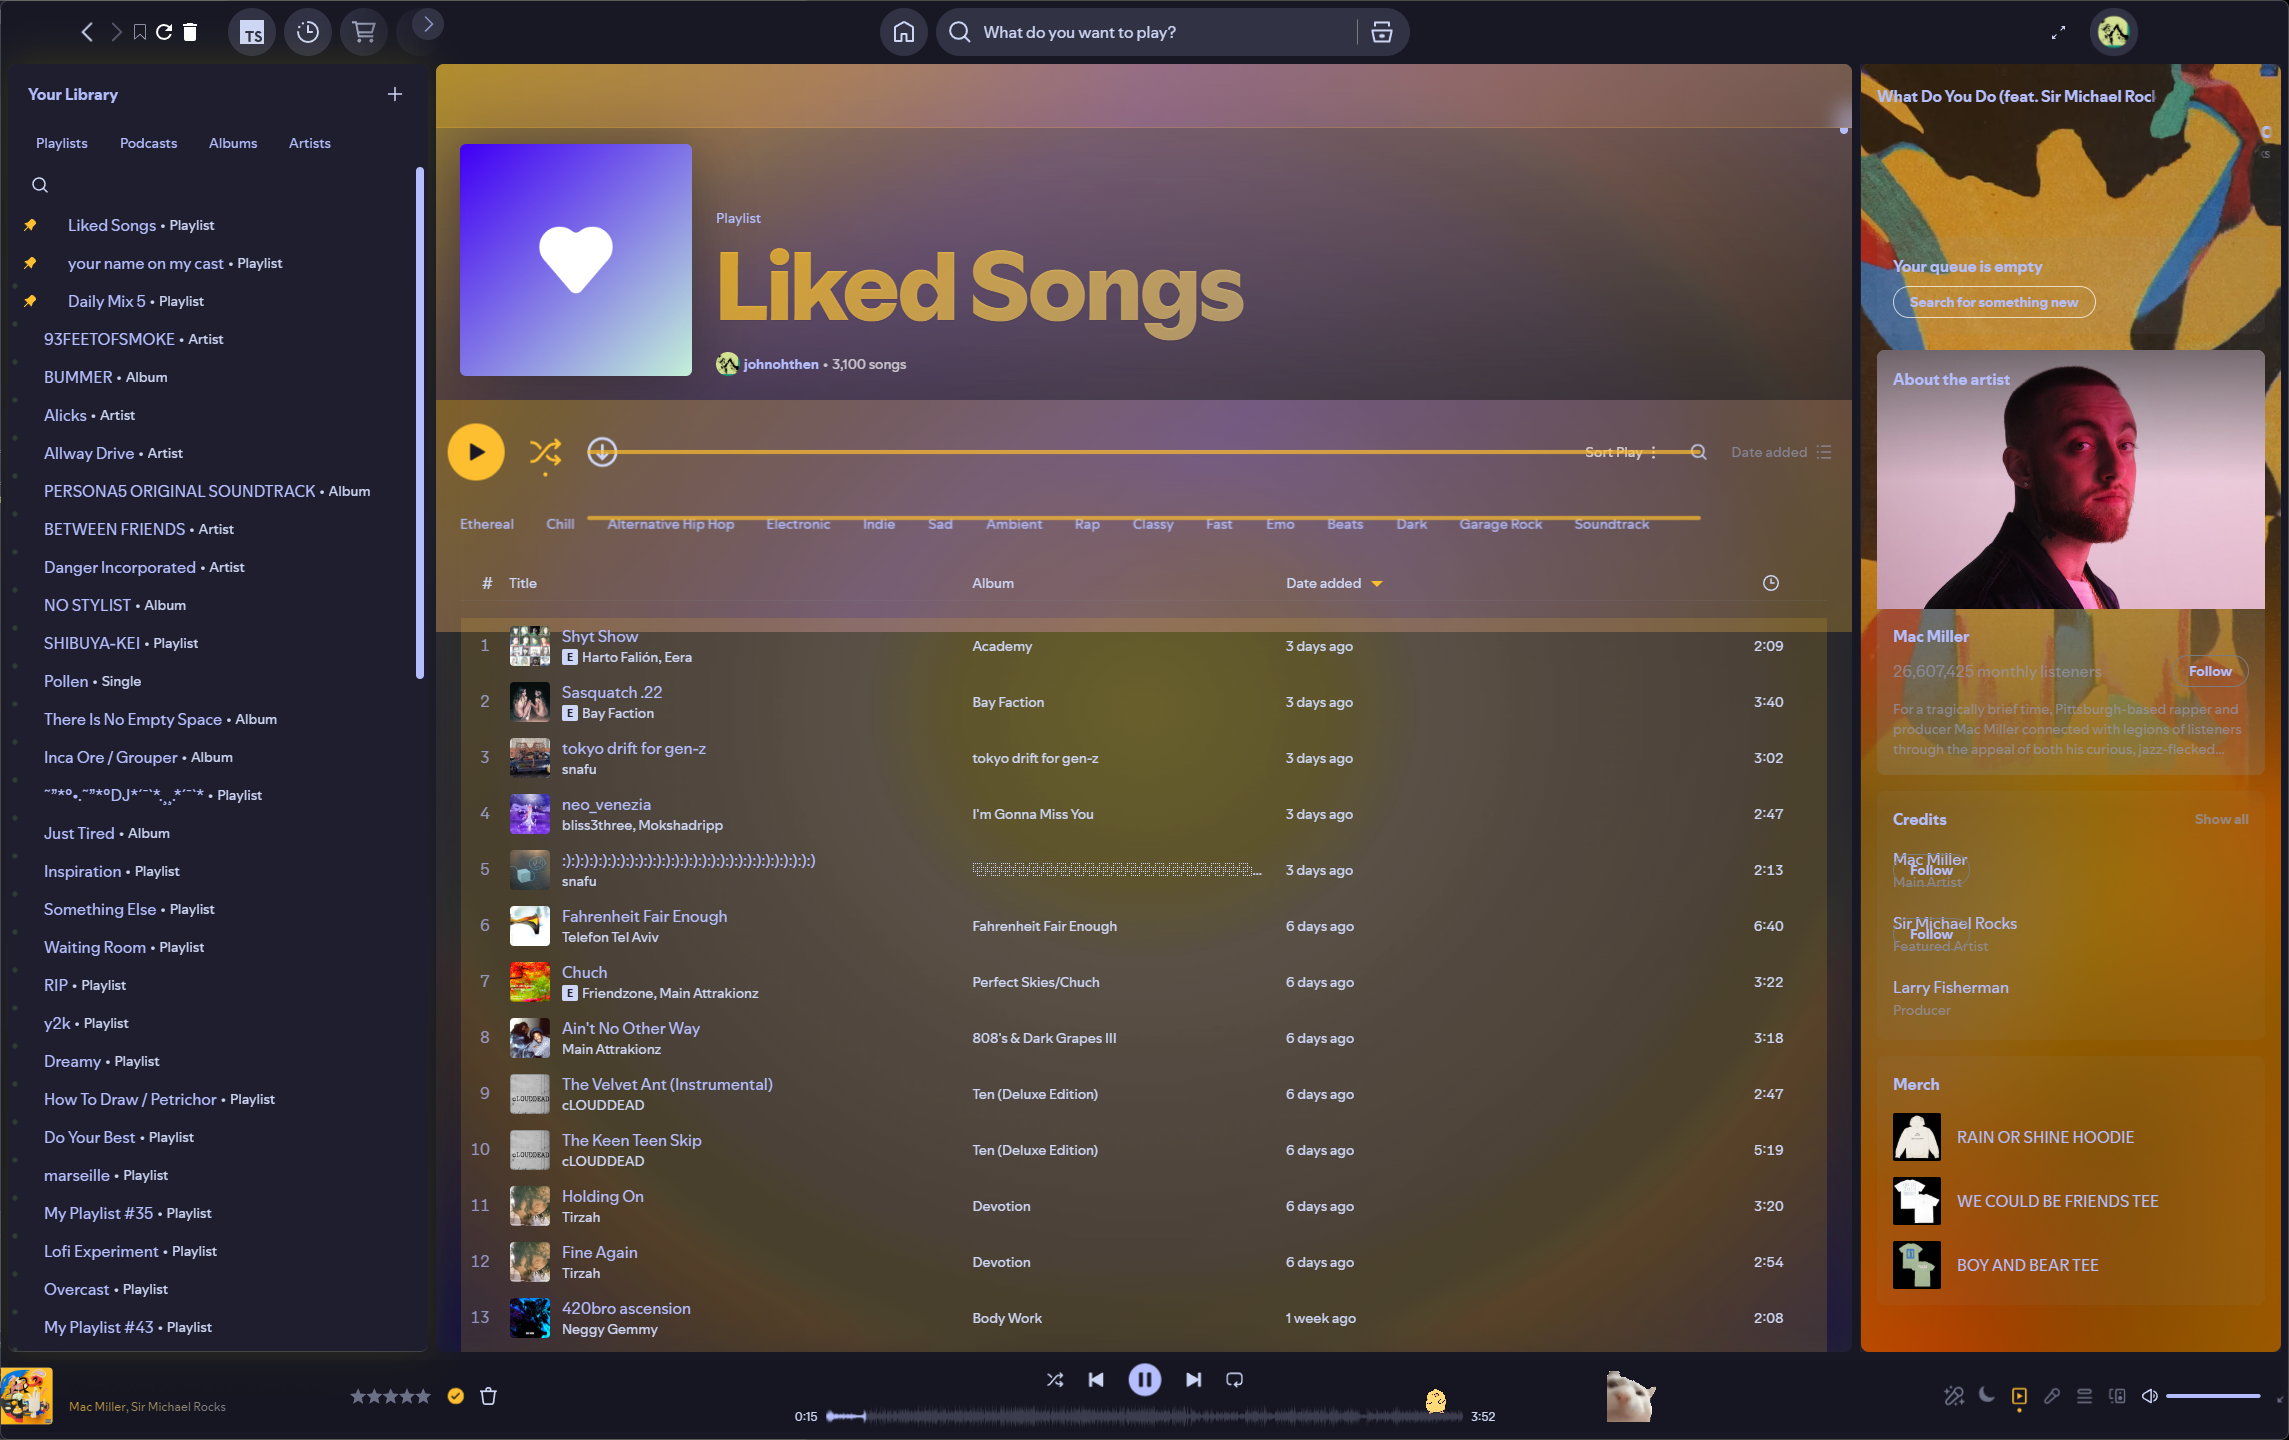 TS
What do you want to play?
Your Library
Playlists Podcasts Albums Artists
Liked Songs • Playlist
your name on my cast • Playlist
Daily Mix 5 • Playlist
93FEETOFSMOKE • Artist
BUMMER • Album
Alicks • Artist
Allway Drive • Artist
PERSONA5 ORIGINAL SOUNDTRACK • Album
BETWEEN FRIENDS • Artist
Danger Incorporated • Artist
NO STYLIST • Album
SHIBUYA-KEI • Playlist
Pollen • Single
There Is No Empty Space • Album
Inca Ore / Grouper • Album
DJ • Playlist
Just Tired • Album
Inspiration • Playlist
Something Else • Playlist
Waiting Room • Playlist
RIP • Playlist
y2k • Playlist
Dreamy • Playlist
How To Draw / Petrichor • Playlist
Do Your Best • Playlist
marseille • Playlist
My Playlist #35 • Playlist
Lofi Experiment • Playlist
Overcast • Playlist
My Playlist #43 • Playlist
Playlist
Liked Songs
johnohthen • 3,100 songs
Sort Play Date added
Ethereal Chill Alternative Hip Hop Electronic Indie Sad Ambient Rap Classy Fast Emo Beats Dark Garage Rock Soundtrack
# Title Album Date added
1 Shyt Show Academy 3 days ago 2:09
E Harto Falión, Eera
2 Sasquatch .22 Bay Faction 3 days ago 3:40
E Bay Faction
3 tokyo drift for gen-z tokyo drift for gen-z 3 days ago 3:02
snafu
4 neo_venezia I'm Gonna Miss You 3 days ago 2:47
bliss3three, Mokshadripp
5 :):):):):):):):):):):):):):):):):):):):):):):):):):):):) 3 days ago 2:13
snafu
6 Fahrenheit Fair Enough Fahrenheit Fair Enough 6 days ago 6:40
Telefon Tel Aviv
7 Chuch Perfect Skies/Chuch 6 days ago 3:22
E Friendzone, Main Attrakionz
8 Ain't No Other Way 808's & Dark Grapes III 6 days ago 3:18
Main Attrakionz
9 The Velvet Ant (Instrumental) Ten (Deluxe Edition) 6 days ago 2:47
cLOUDDEAD
10 The Keen Teen Skip Ten (Deluxe Edition) 6 days ago 5:19
cLOUDDEAD
11 Holding On Devotion 6 days ago 3:20
Tirzah
12 Fine Again Devotion 6 days ago 2:54
Tirzah
13 420bro ascension Body Work 1 week ago 2:08
Neggy Gemmy
What Do You Do (feat. Sir Michael Rock
Your queue is empty
Search for something new
About the artist
Mac Miller
26,607,425 monthly listeners Follow
For a tragically brief time, Pittsburgh-based rapper and
producer Mac Miller connected with legions of listeners
through the appeal of both his curious, jazz-flecked...
Credits Show all
Mac Miller
Follow
Main Artist
Sir Michael Rocks
Follow
Featured Artist
Larry Fisherman
Producer
Merch
RAIN OR SHINE HOODIE
WE COULD BE FRIENDS TEE
BOY AND BEAR TEE
Mac Miller, Sir Michael Rocks
0:15 3:52